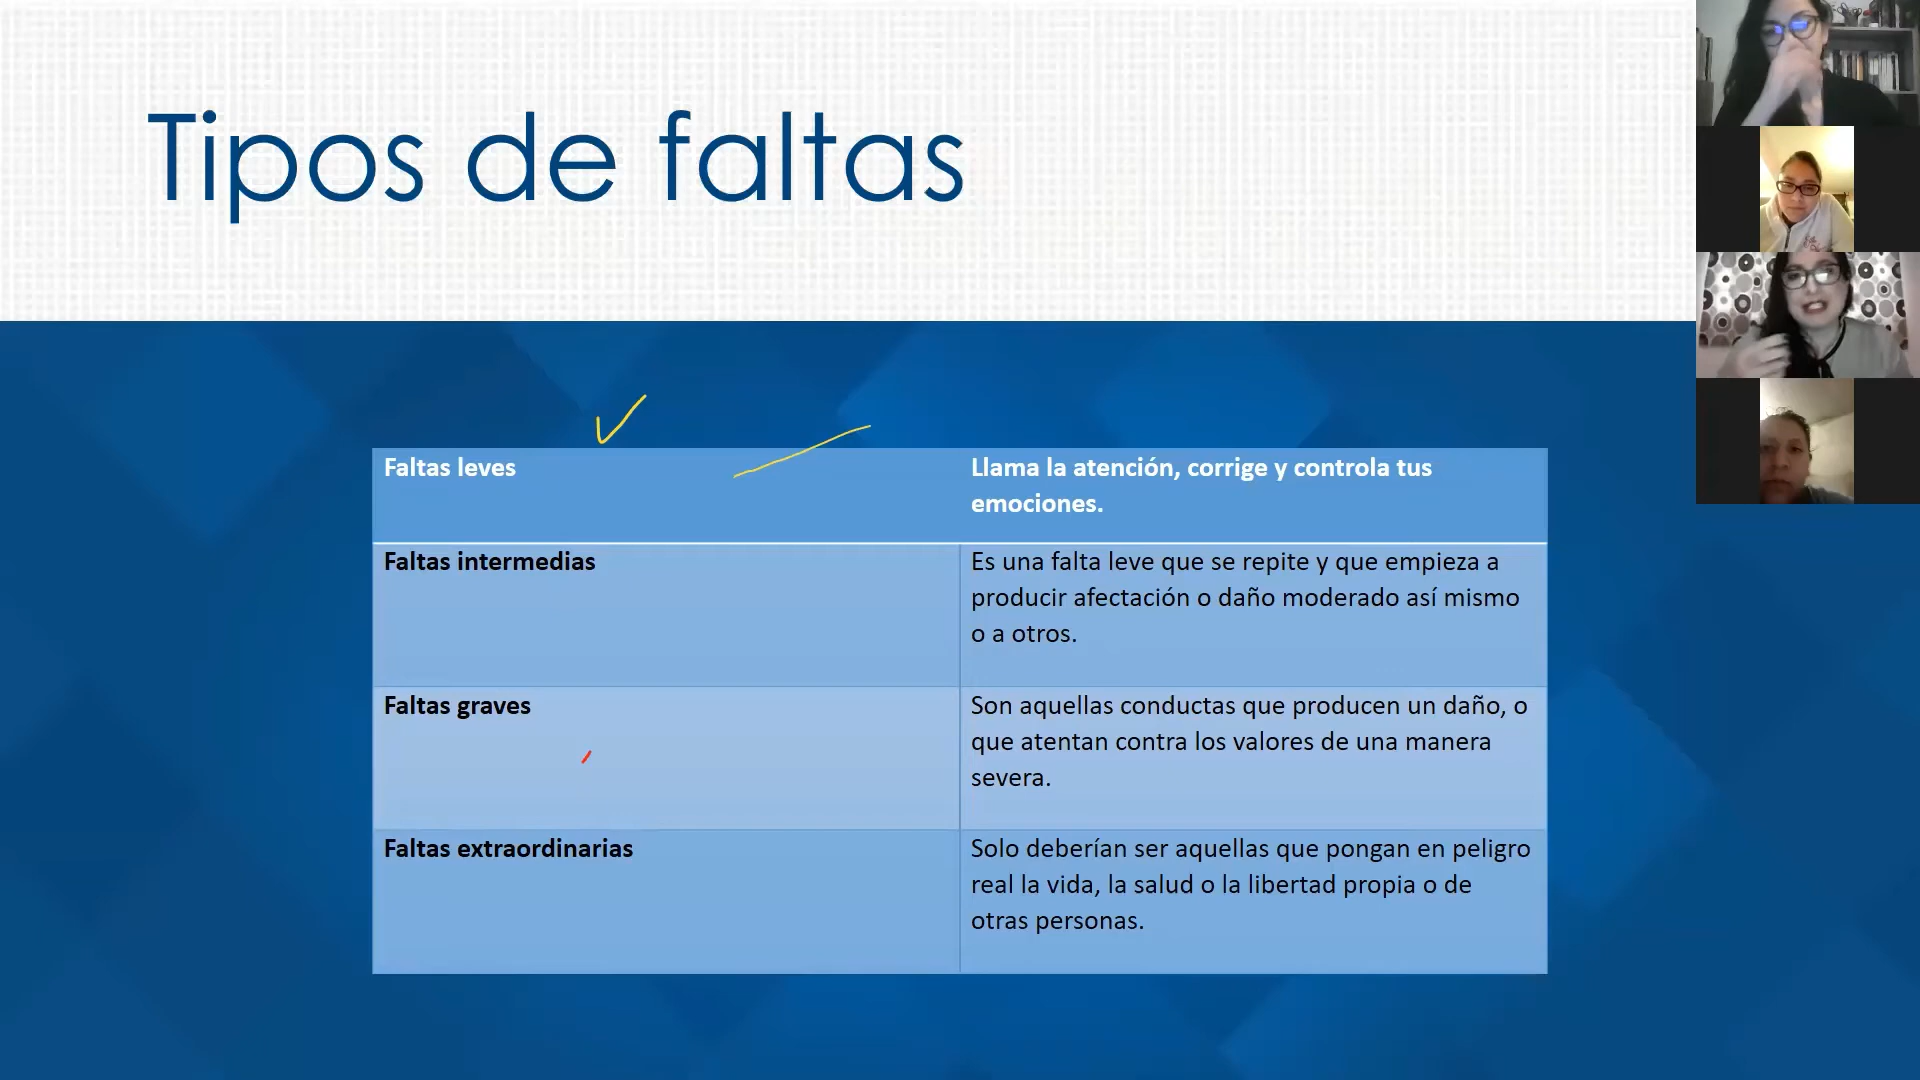 Tipos de faltas
Faltas leves
Llama la atención, corrige y controla tus
emociones.
Faltas intermedias
Es una falta leve que se repite y que empieza a
producir afectación o daño moderado así mismo
o a otros.
Faltas graves
Son aquellas conductas que producen un daño, o
que atentan contra los valores de una manera
severa.
Faltas extraordinarias
Solo deberían ser aquellas que pongan en peligro
real la vida, la salud o la libertad propia o de
otras personas.